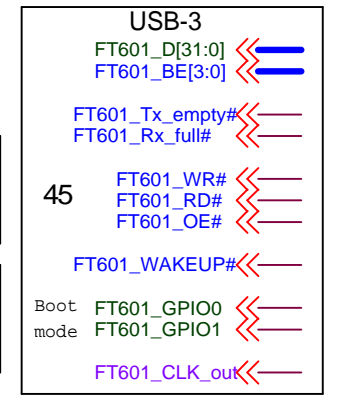 USB-3
FT601_D[31:0]
FT601_BE[3:0]
FT601_Tx_empty#
FT601_Rx_full#
45
FT601_WR#
FT601_RD#
FT601_OE#
FT601_WAKEUP#
Boot FT601_GPIO0
mode FT601_GPIO1
FT601_CLK_out